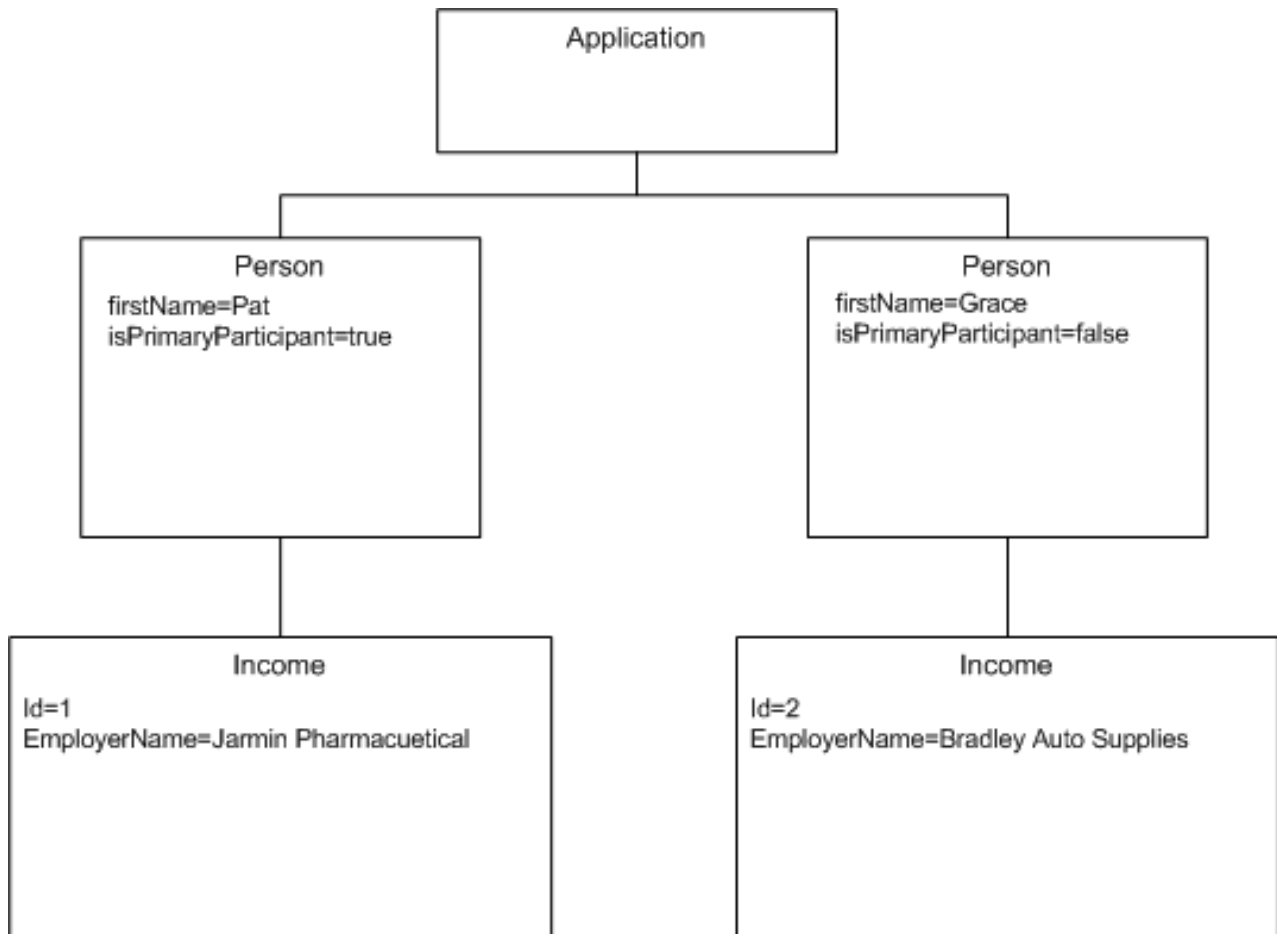 Application
Person
firstName=Pat
isPrimaryParticipant=true
Person
firstName=Grace
isPrimaryParticipant=false
Income
Id=1
EmployerName=Jarmin Pharmacuetical
Income
Id=2
EmployerName=Bradley Auto Supplies